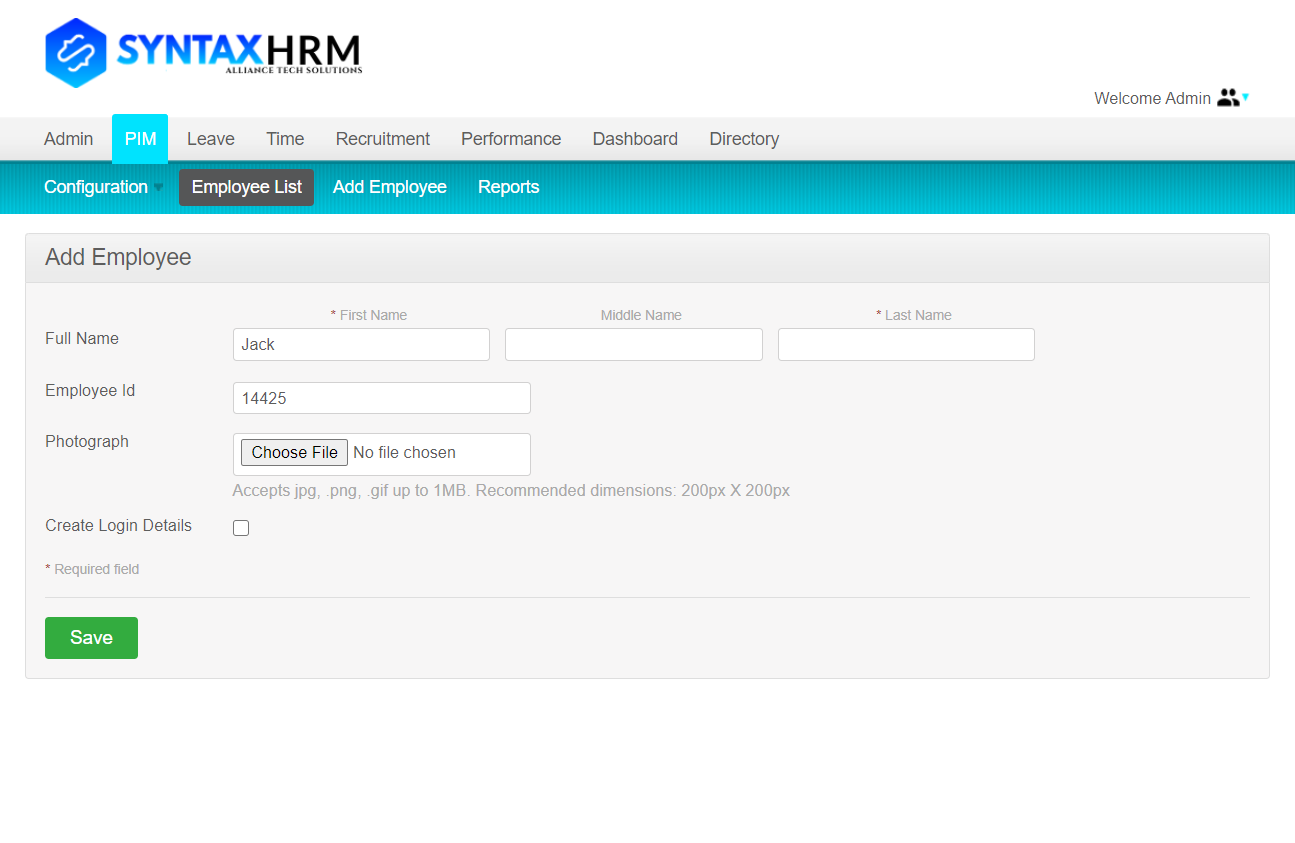 SYNTAXHRM
ALLIANCE TECH SOLUTIONS
Welcome Admin
Admin PIM Leave Time Recruitment Performance Dashboard Directory
Configuration Employee List Add Employee Reports
Add Employee
* First Name Middle Name * Last Name
Full Name Jack
Employee Id 14425
Photograph Choose File No file chosen
Accepts jpg, .png, .gif up to 1MB. Recommended dimensions: 200px X 200px
Create Login Details
* Required field
Save